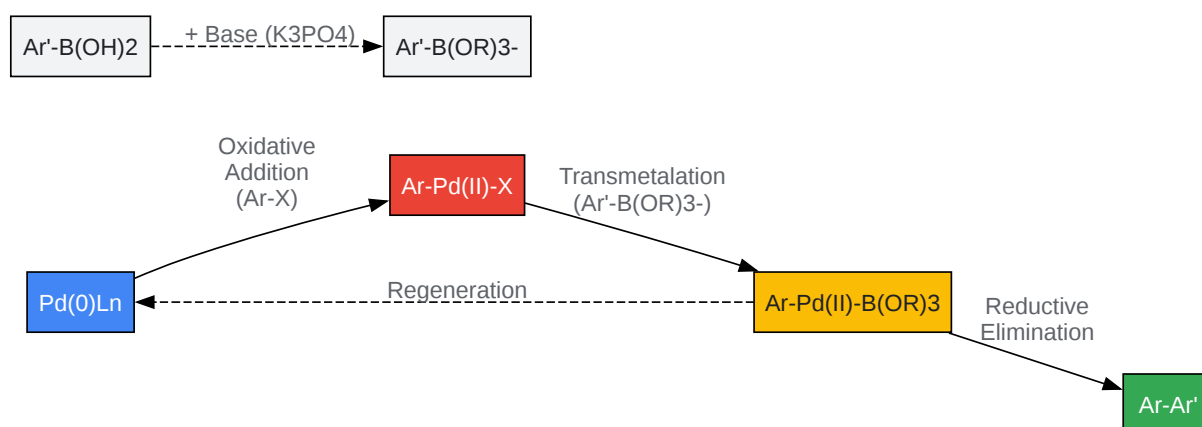 Ar'-B(OH)2
+ Base (K3PO4)
Ar'-B(OR)3-
Oxidative
Addition
(Ar-X)
Ar-Pd(II)-X
Transmetalation
(Ar'-B(OR)3-)
Pd(0)Ln
Regeneration
Ar-Pd(II)-B(OR)3
Reductive
Elimination
Ar-Ar'